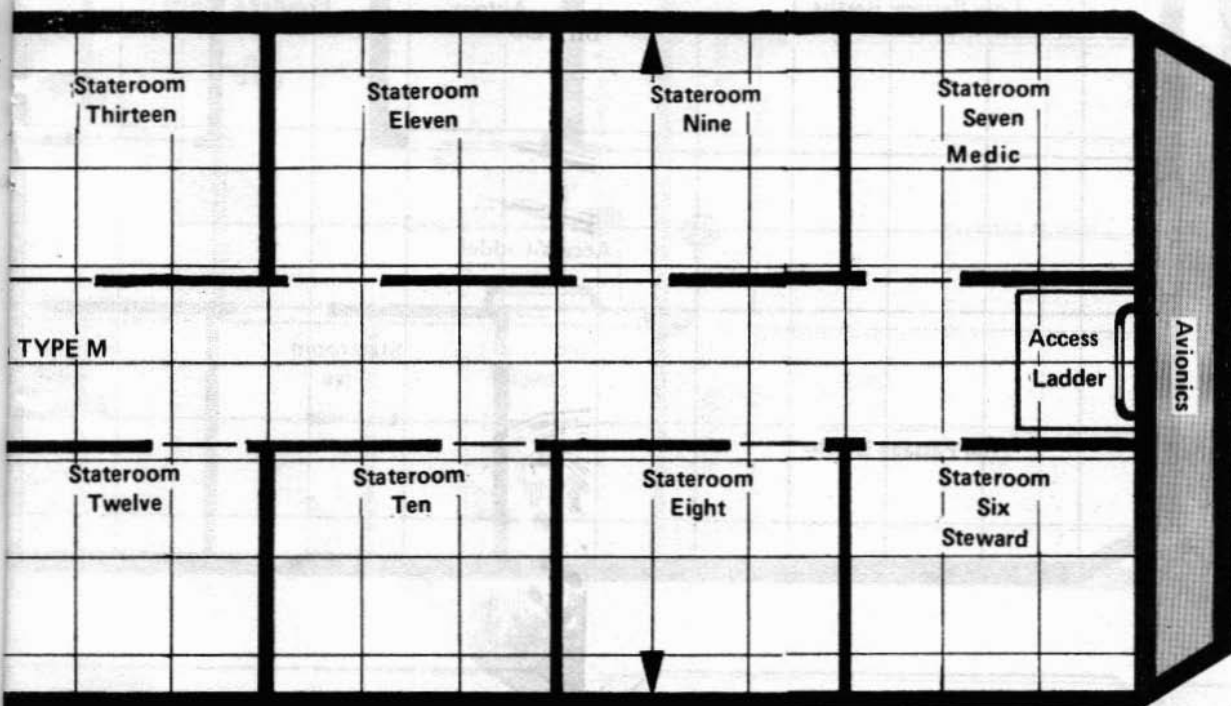 Stateroom
Thirteen
Stateroom
Eleven
Stateroom
Nine
Stateroom
Seven
Medic
TYPE M
Access
Ladder
Avionics
Stateroom
Twelve
Stateroom
Ten
Stateroom
Eight
Stateroom
Six
Steward